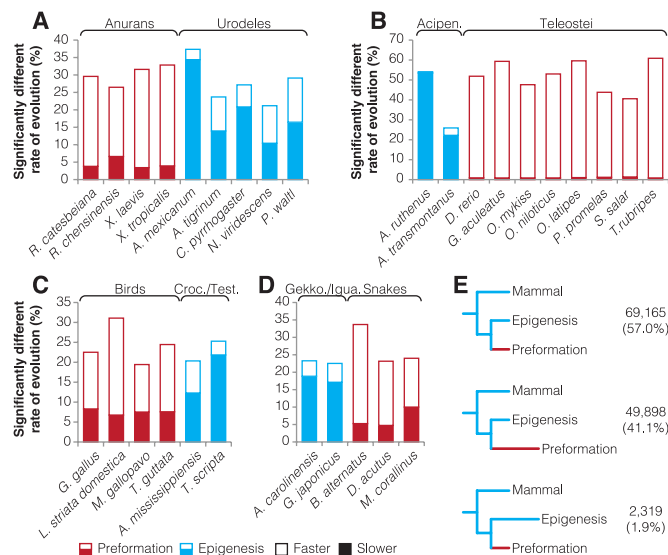 A
Anurans
Urodeles
Significantly different
rate of evolution (%)
40
35
30
25
20
15
10
5
0
R. catesbeiana
R. chensinensis
X. laevis
X. tropicalis
A. mexicanum
A. tigrinum
C. pyrrhogaster
N. viridescens
P. waltl
B
Acipen.
Teleostei
Significantly different
rate of evolution (%)
70
60
50
40
30
20
10
0
A. ruthenus
A. transmontanus
D. rerio
G. aculeatus
O. mykiss
O. niloticus
O. latipes
P. promelas
S. salar
T.rubripes
C
Birds
Croc./Test.
Significantly different
rate of evolution (%)
35
30
25
20
15
10
5
0
G. gallus
L. striata domestica
M. gallopavo
T. guttata
A. mississippiensis
T. scripta
D
Gekko./Igua.
Snakes
40
35
30
25
20
15
10
5
0
A. carolinensis
G. japonicus
B. alternatus
D. acutus
M. corallinus
E
Mammal
Epigenesis
Preformation
69,165
(57.0%)
Mammal
Epigenesis
Preformation
49,898
(41.1%)
Mammal
Epigenesis
Preformation
2,319
(1.9%)
Preformation
Epigenesis
Faster
Slower